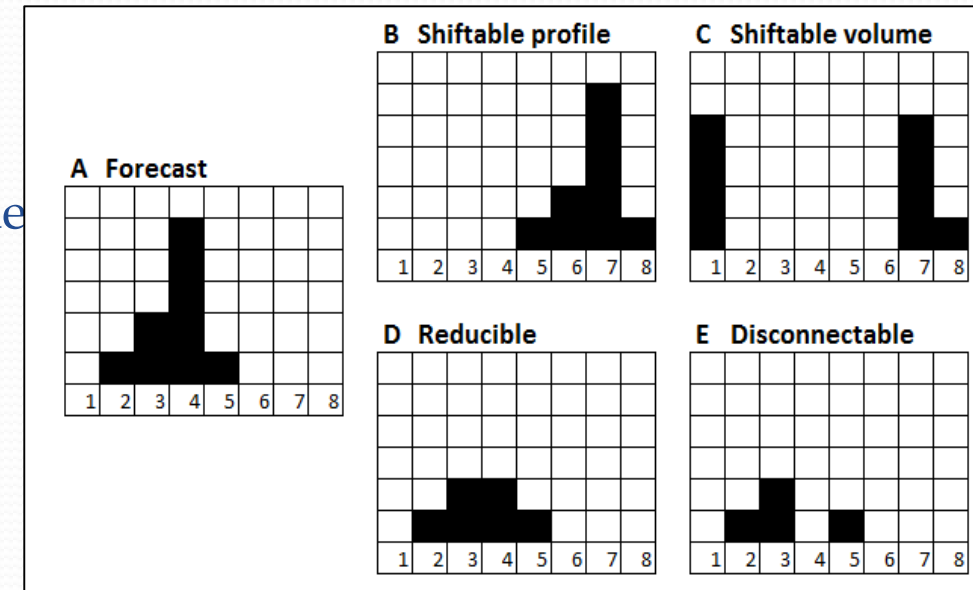 e
A Forecast
1 2 3 4 5 6 7 8
B Shiftable profile
1 2 3 4 5 6 7 8
C Shiftable volume
1 2 3 4 5 6 7 8
D Reducible
1 2 3 4 5 6 7 8
E Disconnectable
1 2 3 4 5 6 7 8